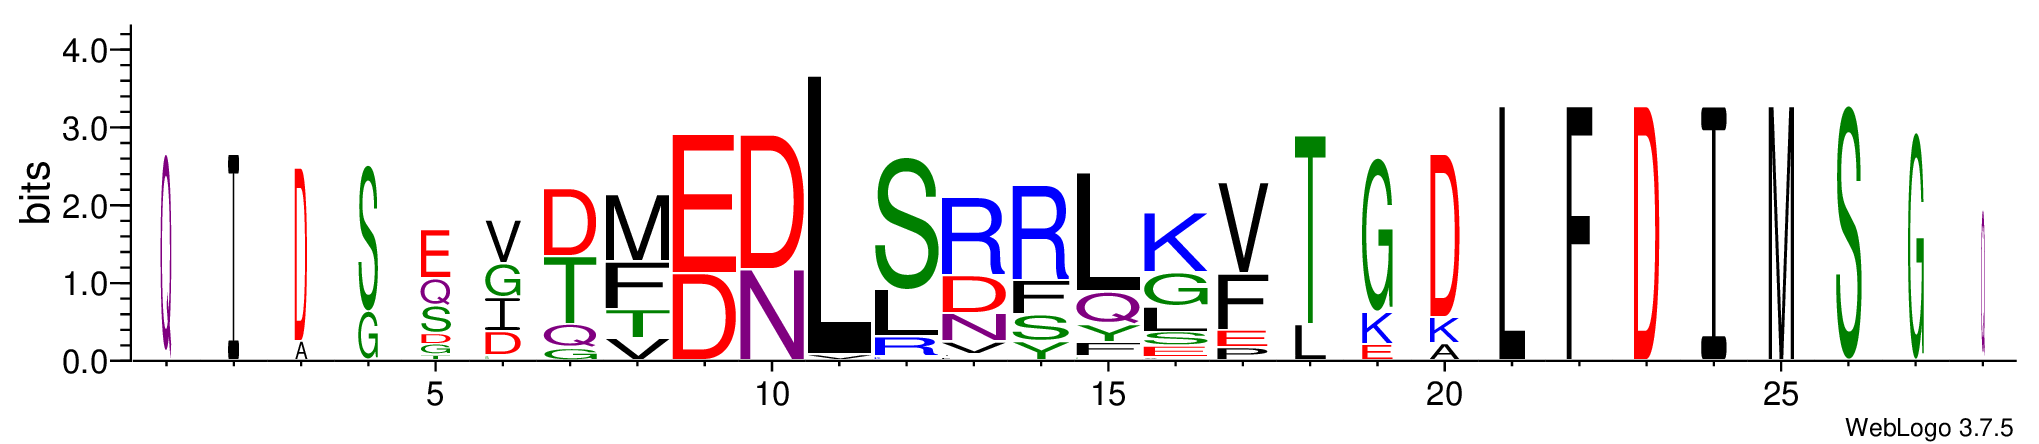 bits
4.0
3.0
2.0
1.0
0.0
Q I D A S G E Q S D G V G I D D T Q G M F T V E D D N L V S L R R D N V R F S Y L Q Y F K G L S E V F E P T L G K E D K A L F D I M S G
5 10 15 20 25
WebLogo 3.7.5